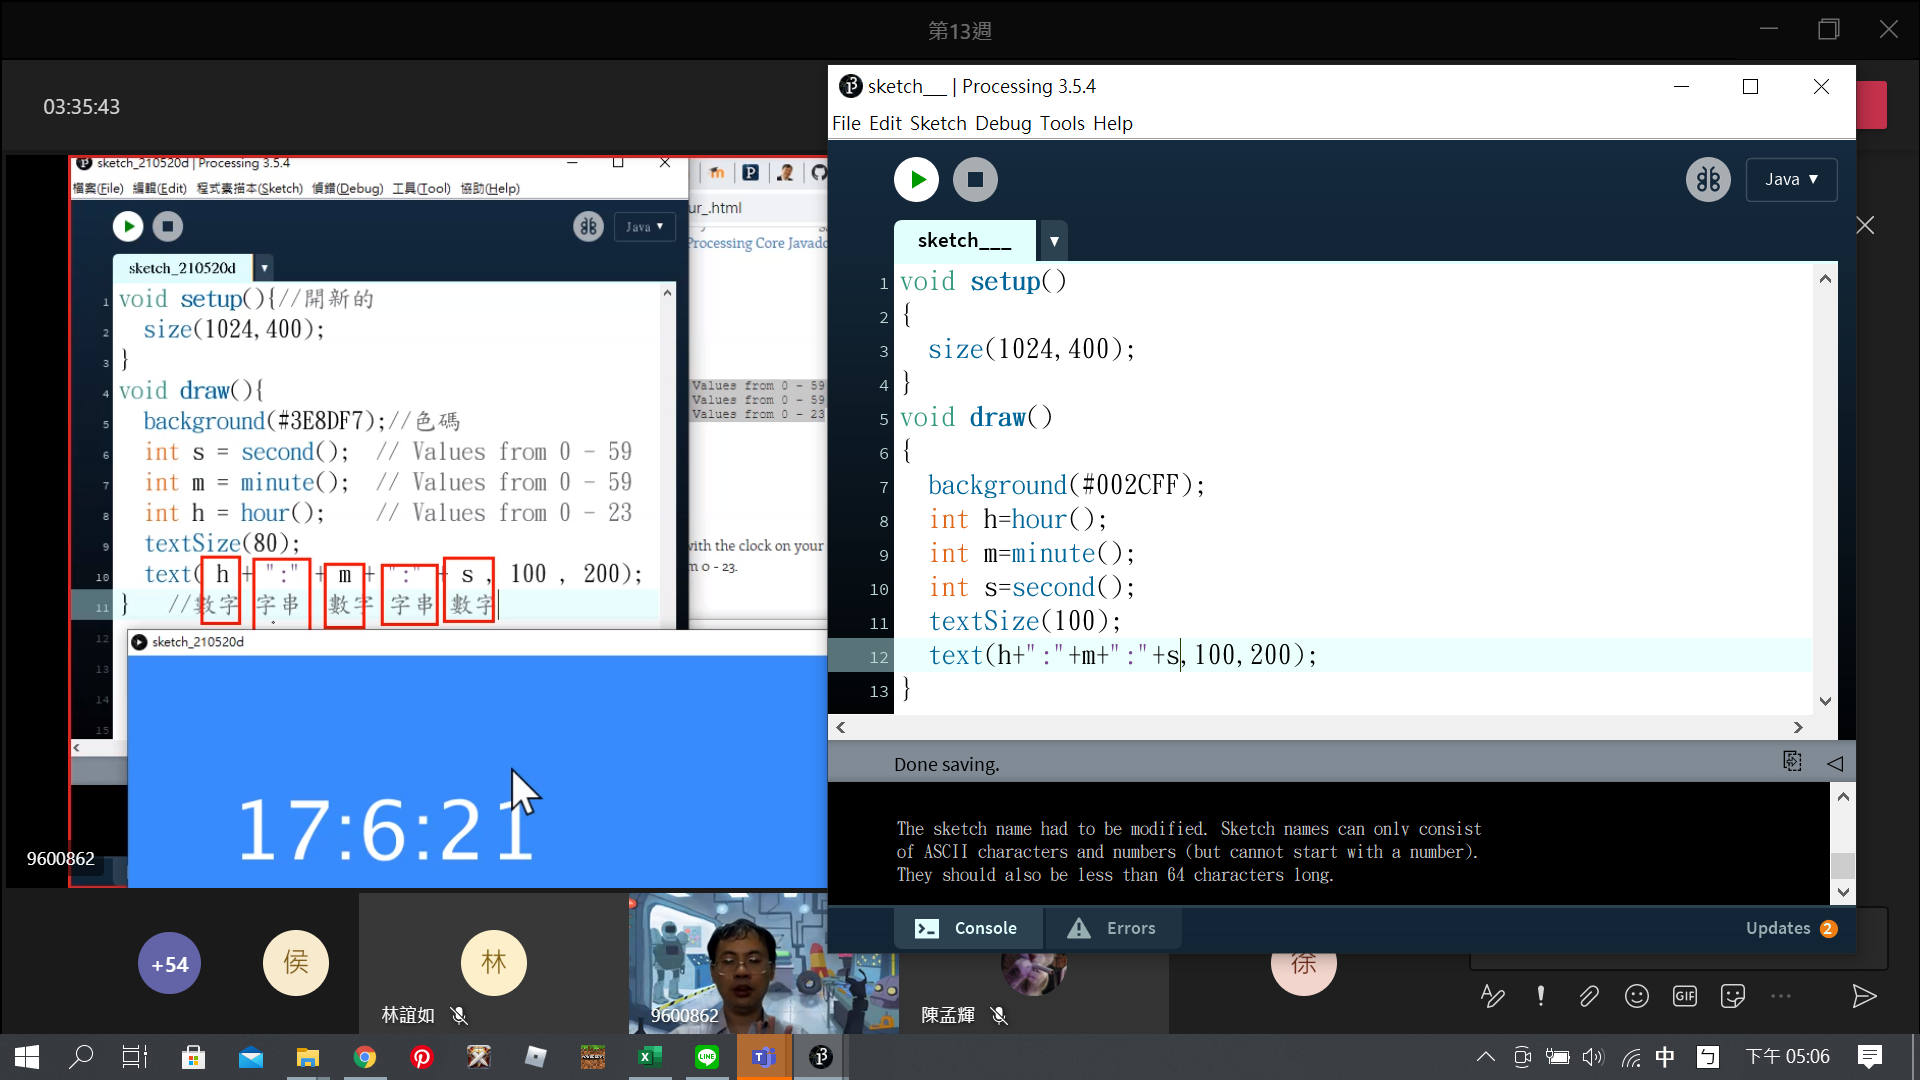 第13週
03:35:43
sketch_210520d | Processing 3.5.4
檔案(File) 編輯(Edit) 程式素描本(Sketch) 偵錯(Debug) 工具(Tool) 協助(Help)
Java ▼
sketch_210520d ▼
1 void setup(){//開新的
2 size(1024,400);
3 }
4 void draw(){
5 background(#3E8DF7);//色碼
6 int s = second(); // Values from 0 - 59
7 int m = minute(); // Values from 0 - 59
8 int h = hour(); // Values from 0 - 23
9 textSize(80);
10 text( h + ":" + m + ":" + s , 100 , 200);
11 } //數字 字串 數字 字串 數字
12
13
14
15
ur_.html
Processing Core Javado
Values from 0 - 59
Values from 0 - 59
Values from 0 - 23
with the clock on your
m 0 - 23.
sketch_210520d
17:6:21
9600862
sketch___ | Processing 3.5.4
File Edit Sketch Debug Tools Help
Java ▼
sketch___ ▼
1 void setup()
2 {
3 size(1024,400);
4 }
5 void draw()
6 {
7 background(#002CFF);
8 int h=hour();
9 int m=minute();
10 int s=second();
11 textSize(100);
12 text(h+":"+m+":"+s,100,200);
13 }
Done saving.
The sketch name had to be modified. Sketch names can only consist
of ASCII characters and numbers (but cannot start with a number).
They should also be less than 64 characters long.
Console Errors Updates 2
+54
侯
林
林誼如
9600862
陳孟輝
徐
GIF
中 ㄅ 下午 05:06